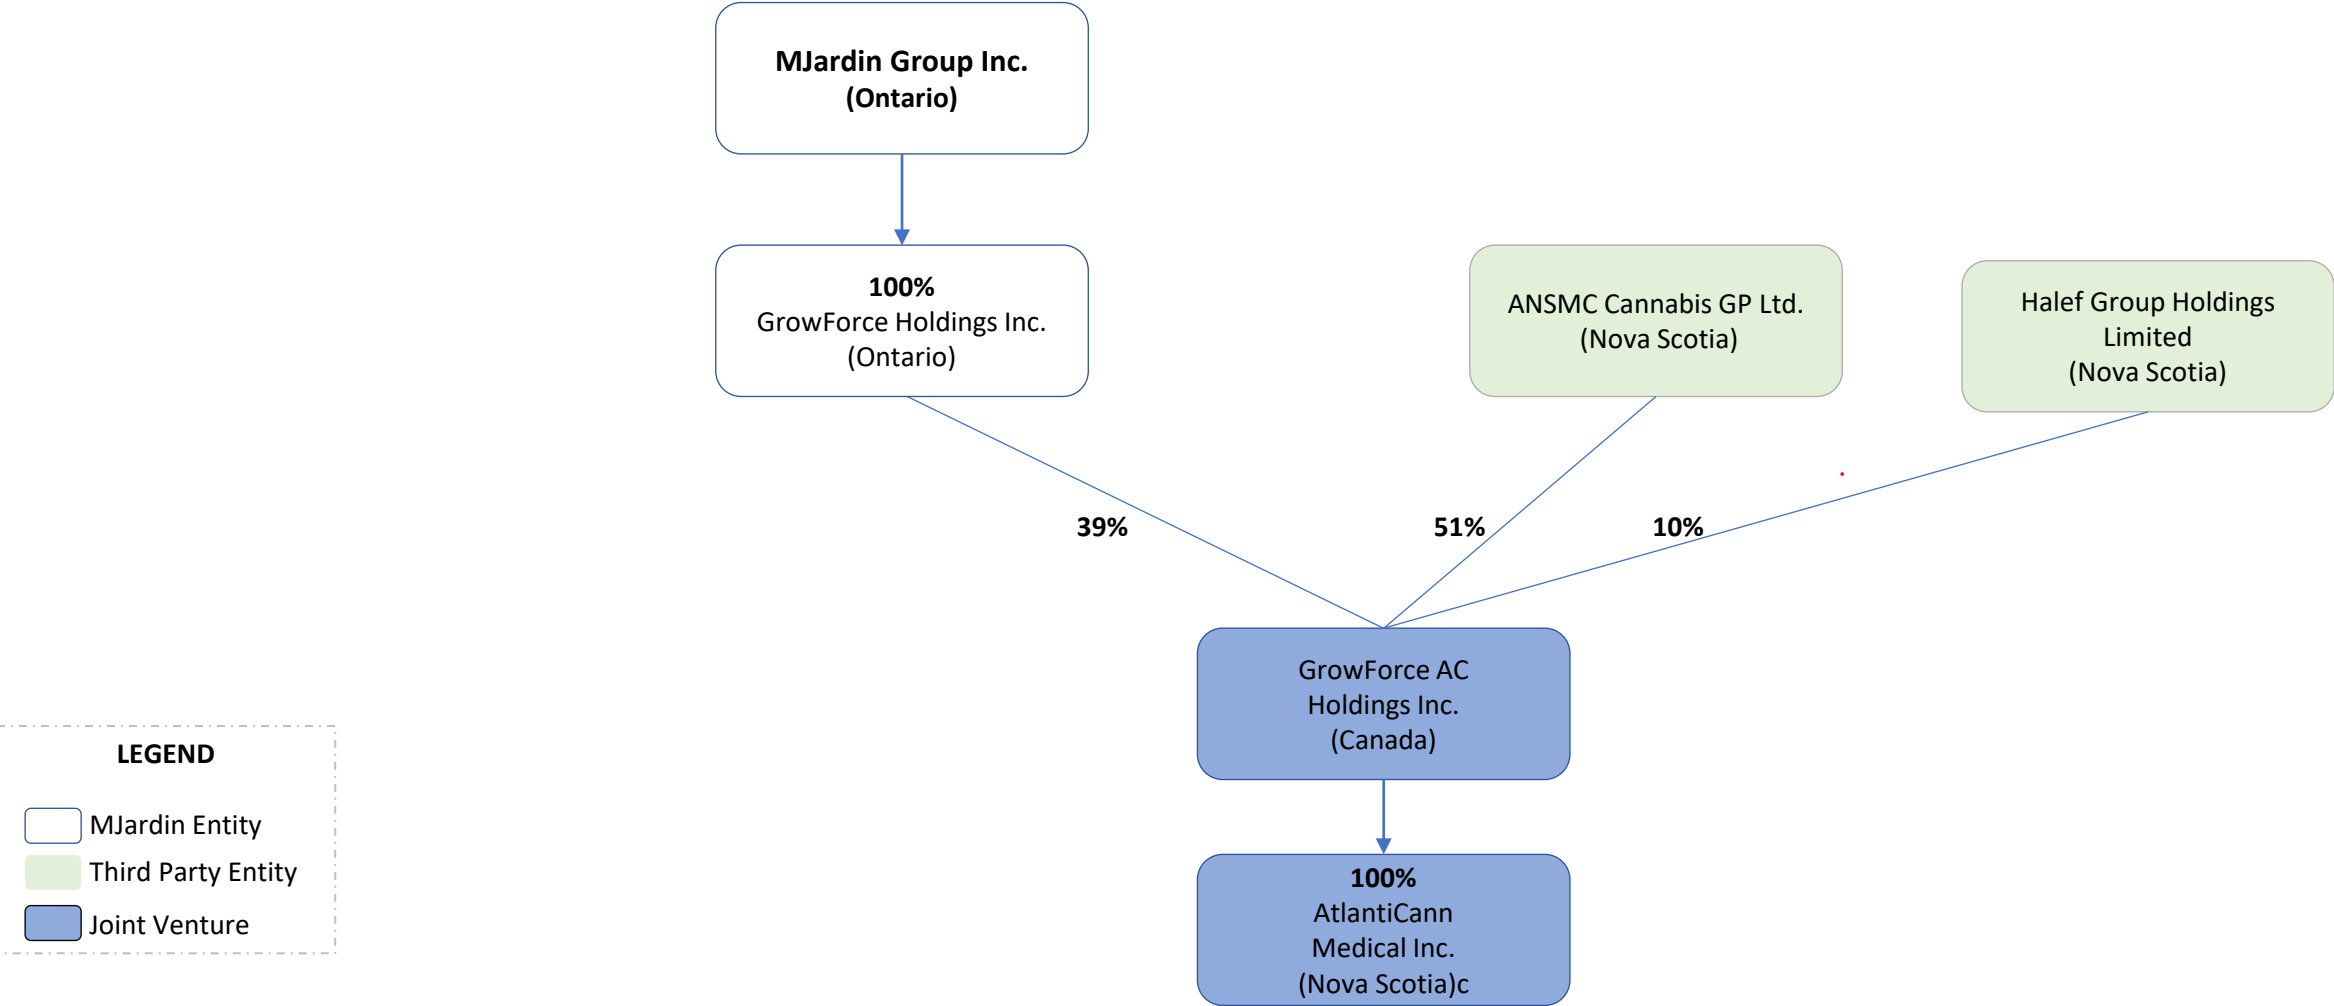 MJardin Group Inc.
(Ontario)
100%
GrowForce Holdings Inc.
(Ontario)
ANSMC Cannabis GP Ltd.
(Nova Scotia)
Halef Group Holdings
Limited
(Nova Scotia)
39%
51%
10%
GrowForce AC
Holdings Inc.
(Canada)
100%
AtlantiCann
Medical Inc.
(Nova Scotia)c
LEGEND
MJardin Entity
Third Party Entity
Joint Venture